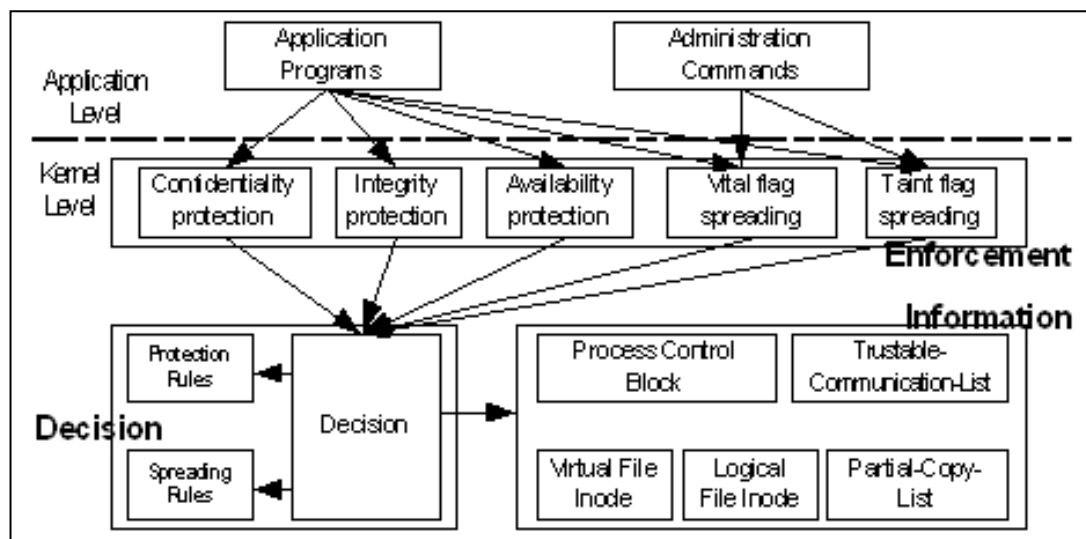 Application
Programs
Administration
Commands
Application
Level
Kernel
Level
Confidentiality
protection
Integrity
protection
Availability
protection
Vital flag
spreading
Taint flag
spreading
Enforcement
Information
Protection
Rules
Decision
Decision
Spreading
Rules
Process Control
Block
Trustable-
Communication-List
Virtual File
Inode
Logical
File Inode
Partial-Copy-
List